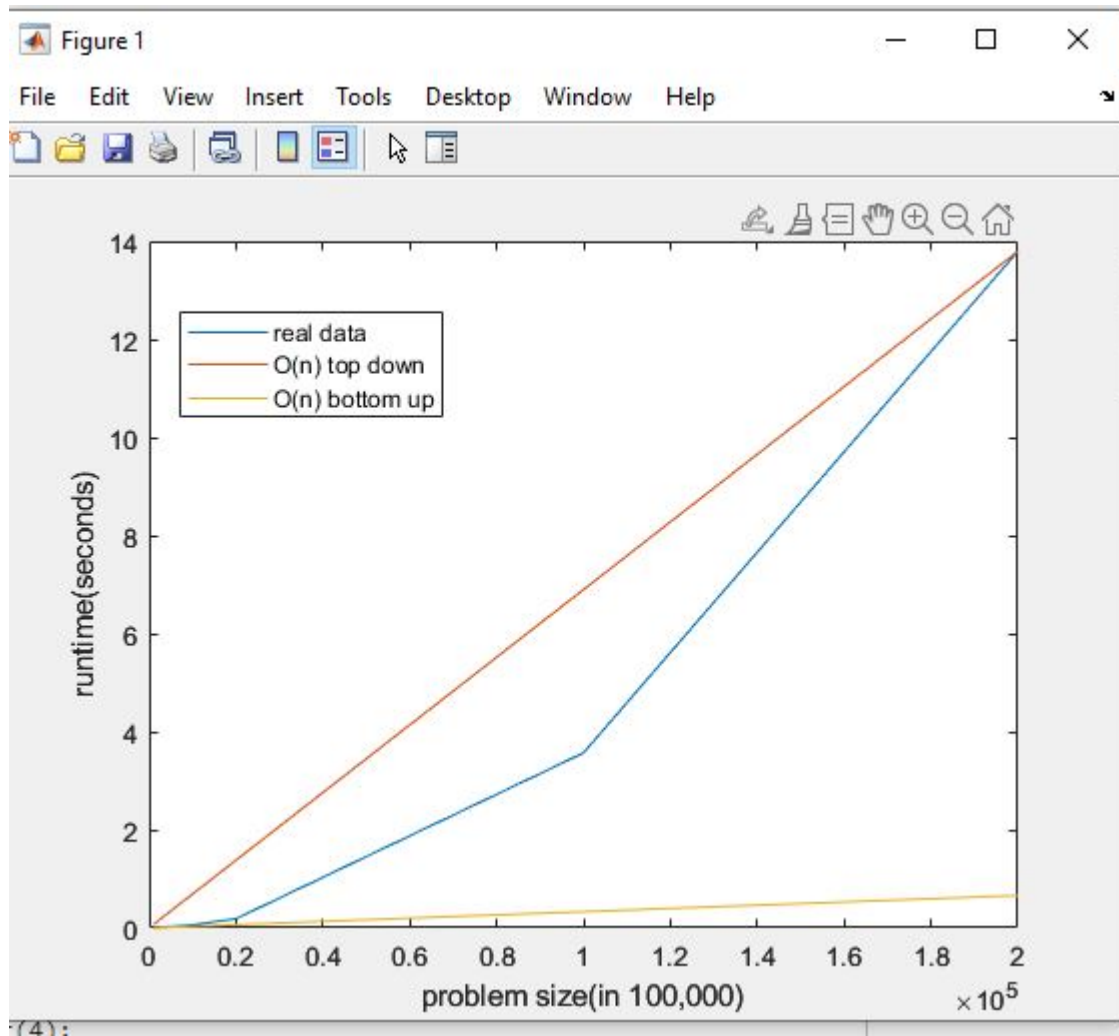 Figure 1
File Edit View Insert Tools Desktop Window Help
14
12
10
8
6
4
2
0
runtime(seconds)
real data
O(n) top down
O(n) bottom up
0 0.2 0.4 0.6 0.8 1 1.2 1.4 1.6 1.8 2
problem size(in 100,000)
×10⁵
(4):